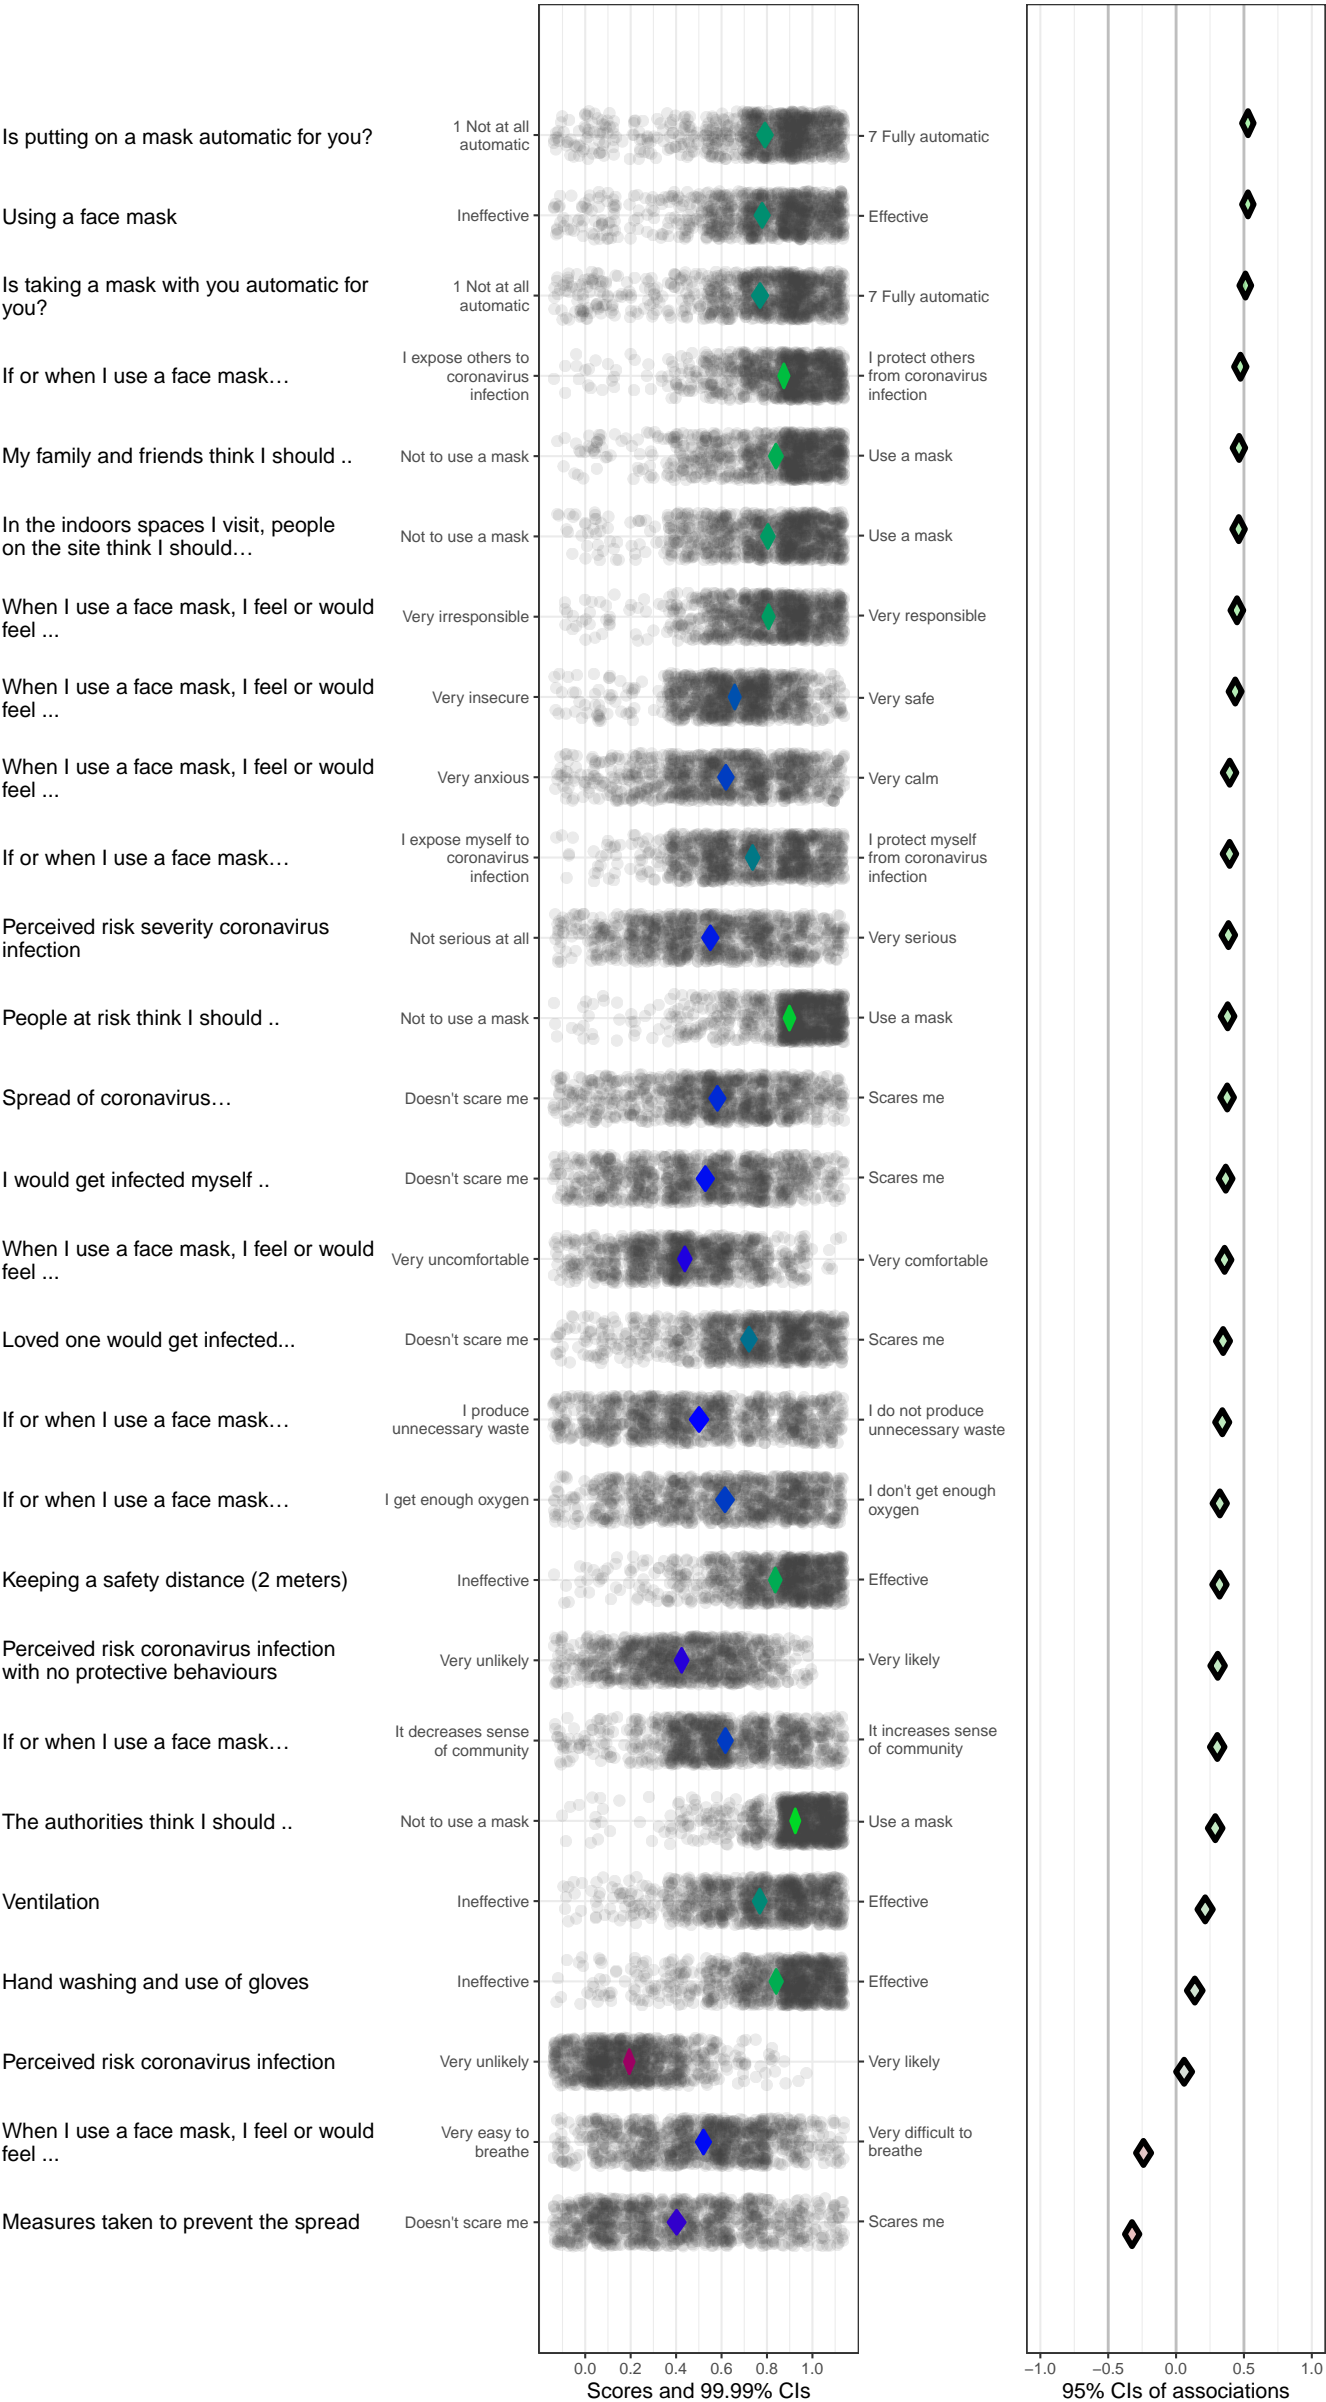 Is putting on a mask automatic for you?
1 Not at all
automatic
7 Fully automatic
Using a face mask
Ineffective
Effective
Is taking a mask with you automatic for
you?
1 Not at all
automatic
7 Fully automatic
If or when I use a face mask…
I expose others to
coronavirus
infection
I protect others
from coronavirus
infection
My family and friends think I should ..
Not to use a mask
Use a mask
In the indoors spaces I visit, people
on the site think I should…
Not to use a mask
Use a mask
When I use a face mask, I feel or would
feel ...
Very irresponsible
Very responsible
When I use a face mask, I feel or would
feel ...
Very insecure
Very safe
When I use a face mask, I feel or would
feel ...
Very anxious
Very calm
If or when I use a face mask…
I expose myself to
coronavirus
infection
I protect myself
from coronavirus
infection
Perceived risk severity coronavirus
infection
Not serious at all
Very serious
People at risk think I should ..
Not to use a mask
Use a mask
Spread of coronavirus…
Doesn't scare me
Scares me
I would get infected myself ..
Doesn't scare me
Scares me
When I use a face mask, I feel or would
feel ...
Very uncomfortable
Very comfortable
Loved one would get infected...
Doesn't scare me
Scares me
If or when I use a face mask…
I produce
unnecessary waste
I do not produce
unnecessary waste
If or when I use a face mask…
I get enough oxygen
I don't get enough
oxygen
Keeping a safety distance (2 meters)
Ineffective
Effective
Perceived risk coronavirus infection
with no protective behaviours
Very unlikely
Very likely
If or when I use a face mask…
It decreases sense
of community
It increases sense
of community
The authorities think I should ..
Not to use a mask
Use a mask
Ventilation
Ineffective
Effective
Hand washing and use of gloves
Ineffective
Effective
Perceived risk coronavirus infection
Very unlikely
Very likely
When I use a face mask, I feel or would
feel ...
Very easy to
breathe
Very difficult to
breathe
Measures taken to prevent the spread
Doesn't scare me
Scares me
0.0 0.2 0.4 0.6 0.8 1.0
Scores and 99.99% CIs
−1.0 −0.5 0.0 0.5 1.0
95% CIs of associations